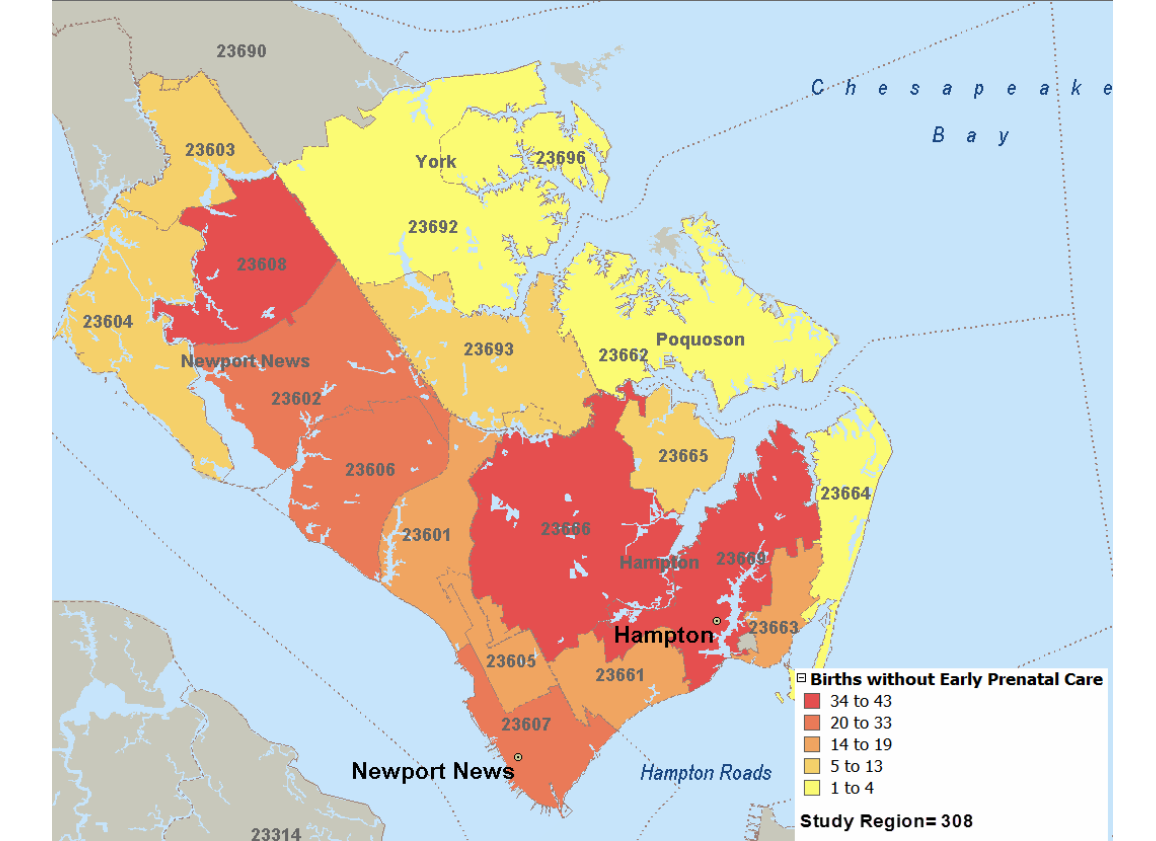 23690
C h e s a p e a k e
B a y
23603
York
23696
23692
23608
23604
23693
Poquoson
23662
Newport News
23602
23665
23606
23664
23601
23666
Hampton
23669
Hampton
23663
23605
23661
23607
Newport News
Hampton Roads
23314
Births without Early Prenatal Care
34 to 43
20 to 33
14 to 19
5 to 13
1 to 4
Study Region= 308